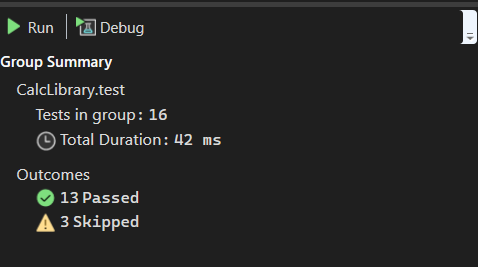 Run Debug
Group Summary
CalcLibrary.test
Tests in group: 16
Total Duration: 42 ms
Outcomes
13 Passed
3 Skipped